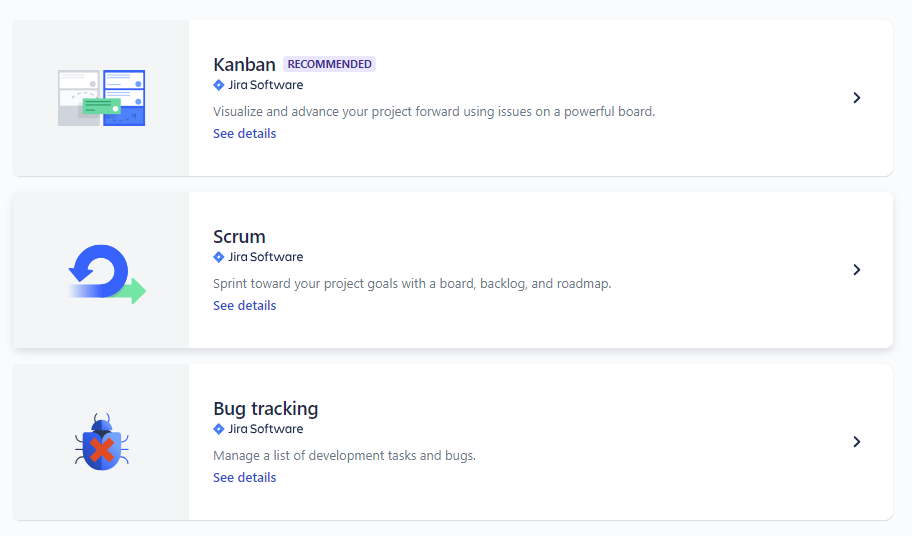 Kanban RECOMMENDED
Jira Software
Visualize and advance your project forward using issues on a powerful board.
See details
Scrum
Jira Software
Sprint toward your project goals with a board, backlog, and roadmap.
See details
Bug tracking
Jira Software
Manage a list of development tasks and bugs.
See details